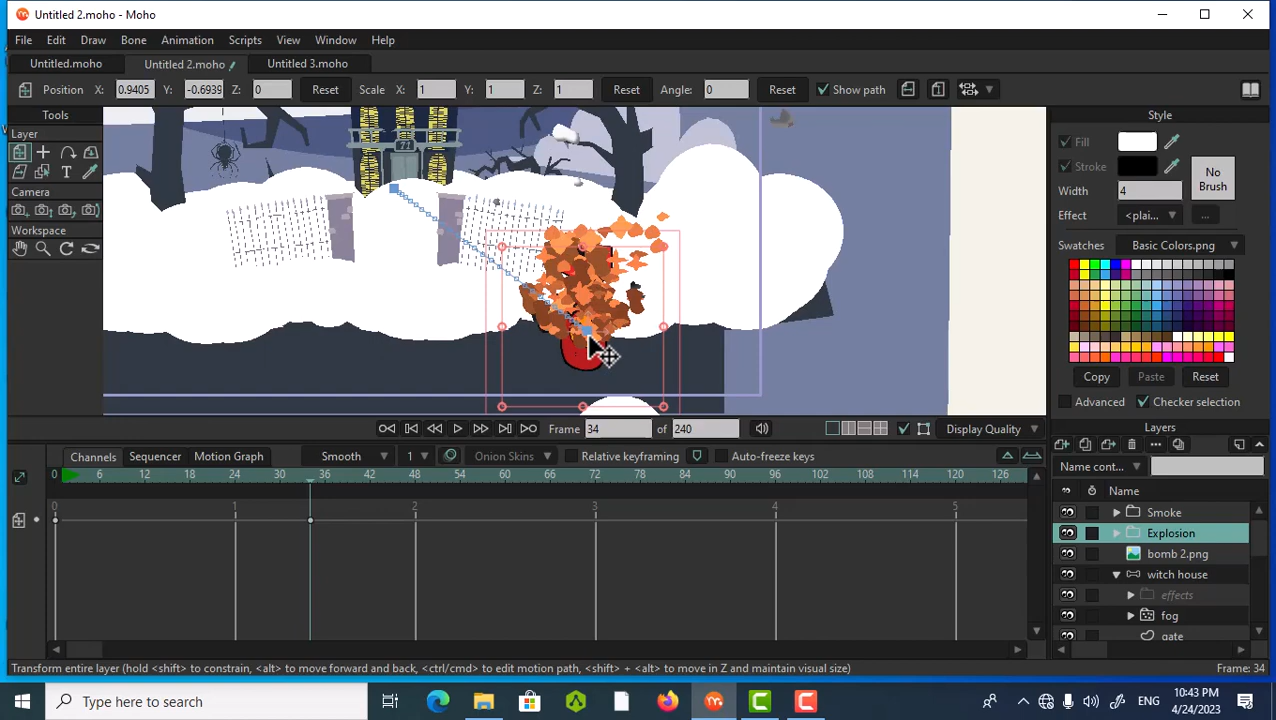 Untitled 2.moho - Moho
File Edit Draw Bone Animation Scripts View Window Help
Untitled.moho Untitled 2.moho Untitled 3.moho
Position X: 0.9405 Y: -0.6939 Z: 0 Reset Scale X: 1 Y: 1 Z: 1 Reset Angle: 0 Reset Show path
Tools
Layer
Camera
Workspace
71
Style
Fill
Stroke
No Brush
Width 4
Effect <plai... ...
Swatches Basic Colors.png
Copy Paste Reset
Advanced Checker selection
Layers
Name cont...
Name
Smoke
Explosion
bomb 2.png
witch house
effects
fog
gate
Frame 34 of 240 Display Quality
Channels Sequencer Motion Graph Smooth 1 Onion Skins Relative keyframing Auto-freeze keys
0 6 12 18 24 30 36 42 48 54 60 66 72 78 84 90 96 102 108 114 120 126
0 1 2 3 4 5
Transform entire layer (hold <shift> to constrain, <alt> to move forward and back, <ctrl/cmd> to edit motion path, <shift> + <alt> to move in Z and maintain visual size) Frame: 34
Type here to search
ENG
10:43 PM
4/24/2023